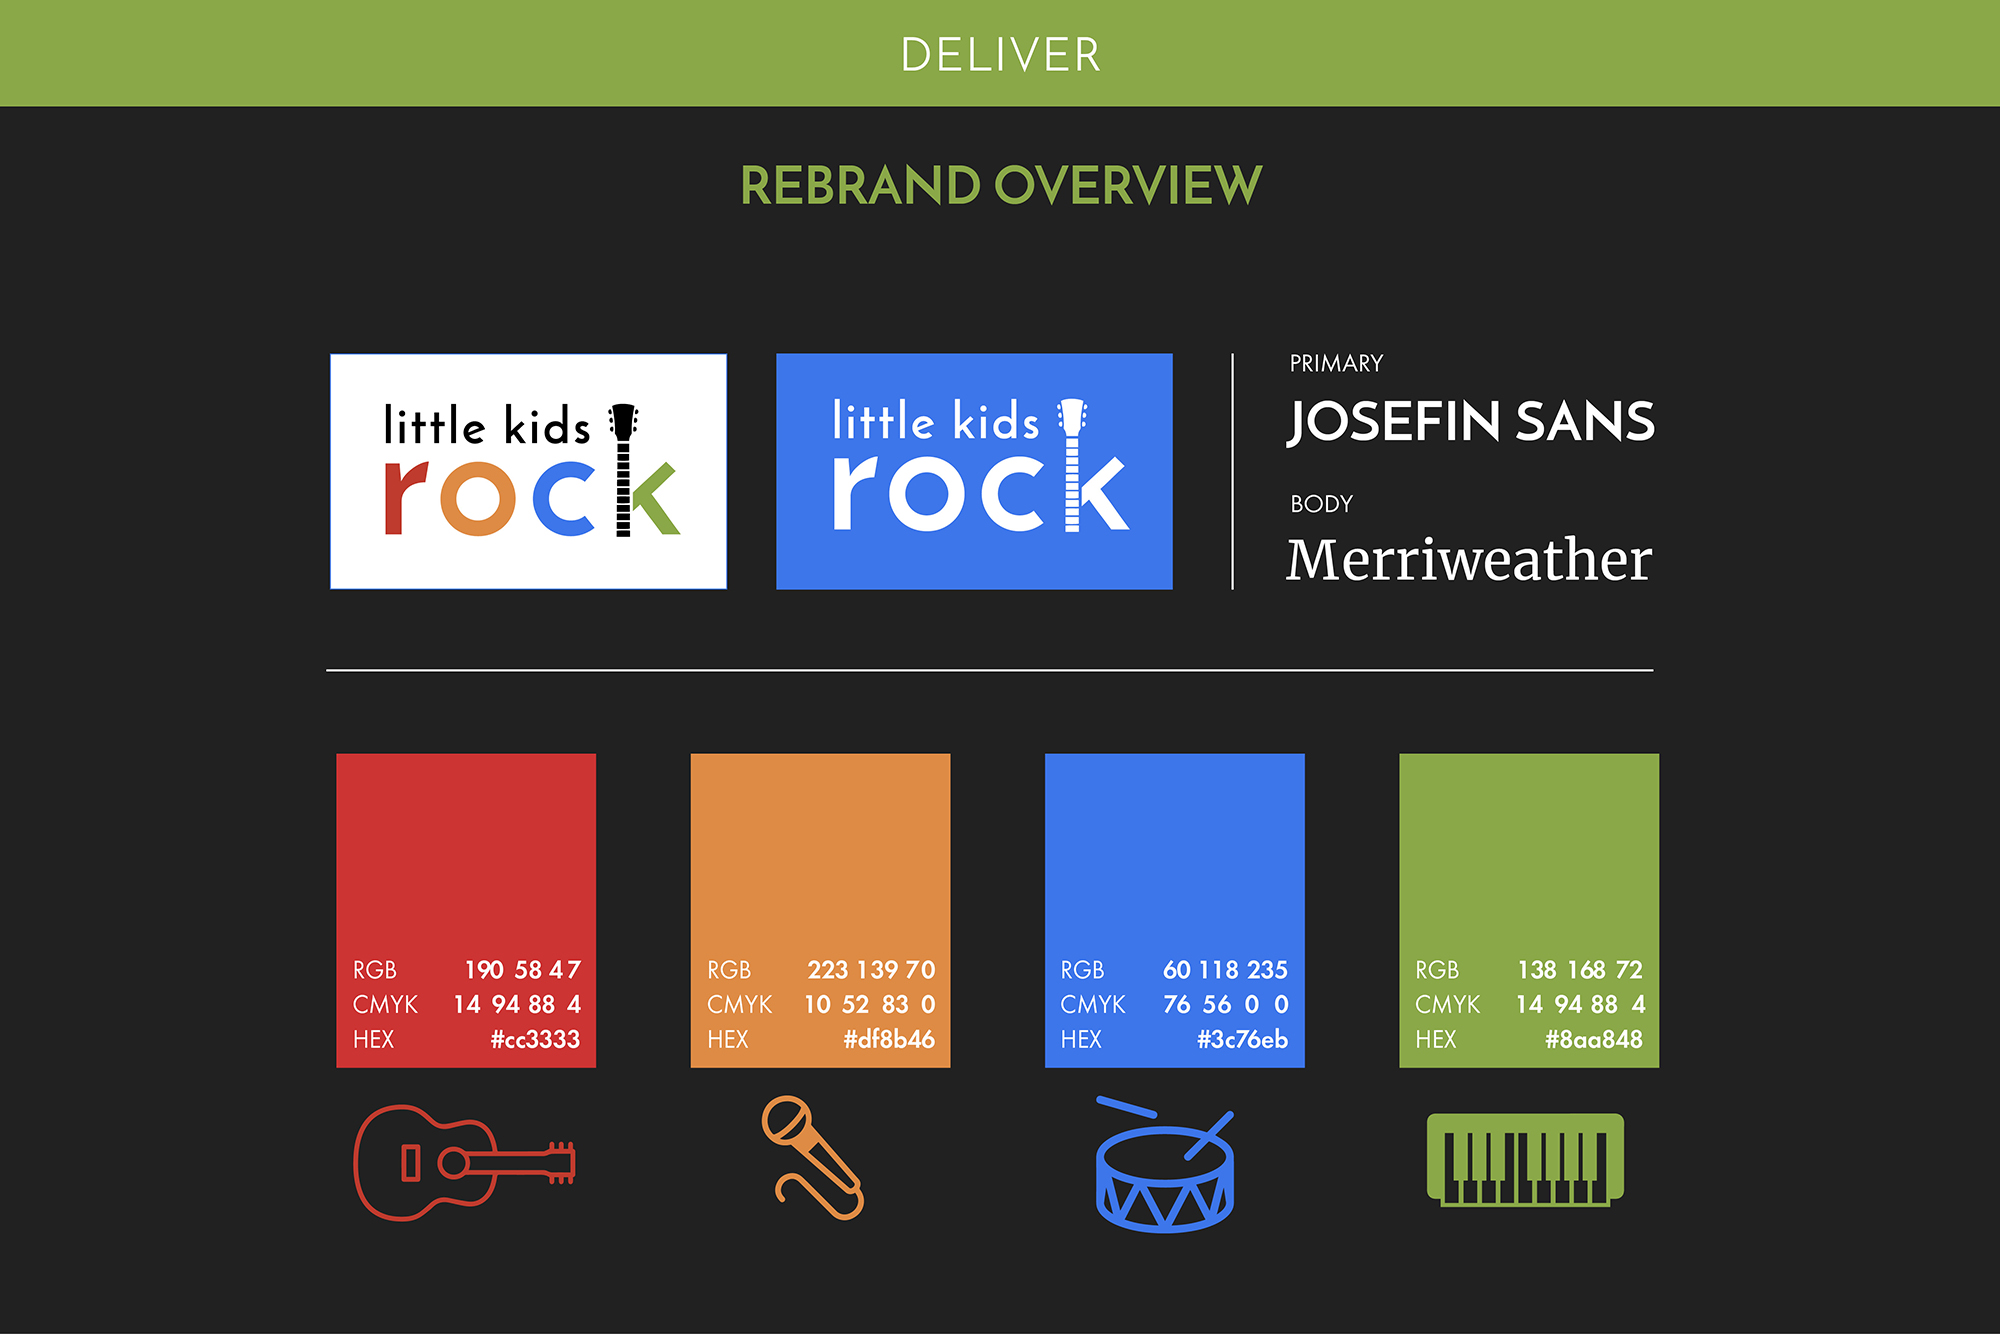 DELIVER
REBRAND OVERVIEW
little kids
rock
little kids
rock
PRIMARY
JOSEFIN SANS
BODY
Merriweather
RGB 190 58 47
CMYK 14 94 88 4
HEX #cc3333
RGB 223 139 70
CMYK 10 52 83 0
HEX #df8b46
RGB 60 118 235
CMYK 76 56 0 0
HEX #3c76eb
RGB 138 168 72
CMYK 14 94 88 4
HEX #8aa848